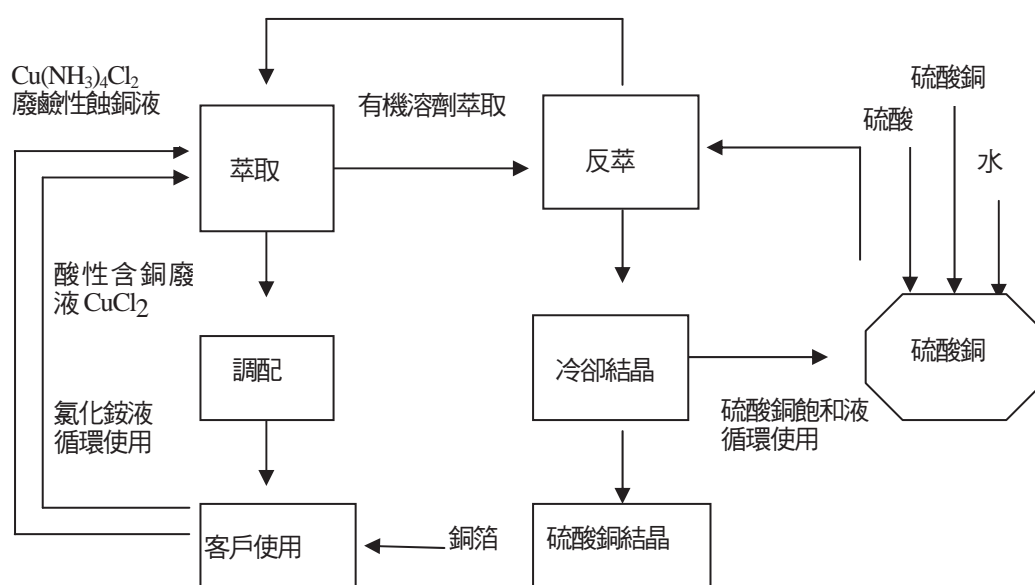 Cu(NH3)4Cl2
廢鹼性蝕銅液
有機溶劑萃取
硫酸銅
硫酸
水
萃取
反萃
酸性含銅廢
液 CuCl2
調配
冷卻結晶
硫酸銅
氯化銨液
循環使用
硫酸銅飽和液
循環使用
客戶使用
銅箔
硫酸銅結晶